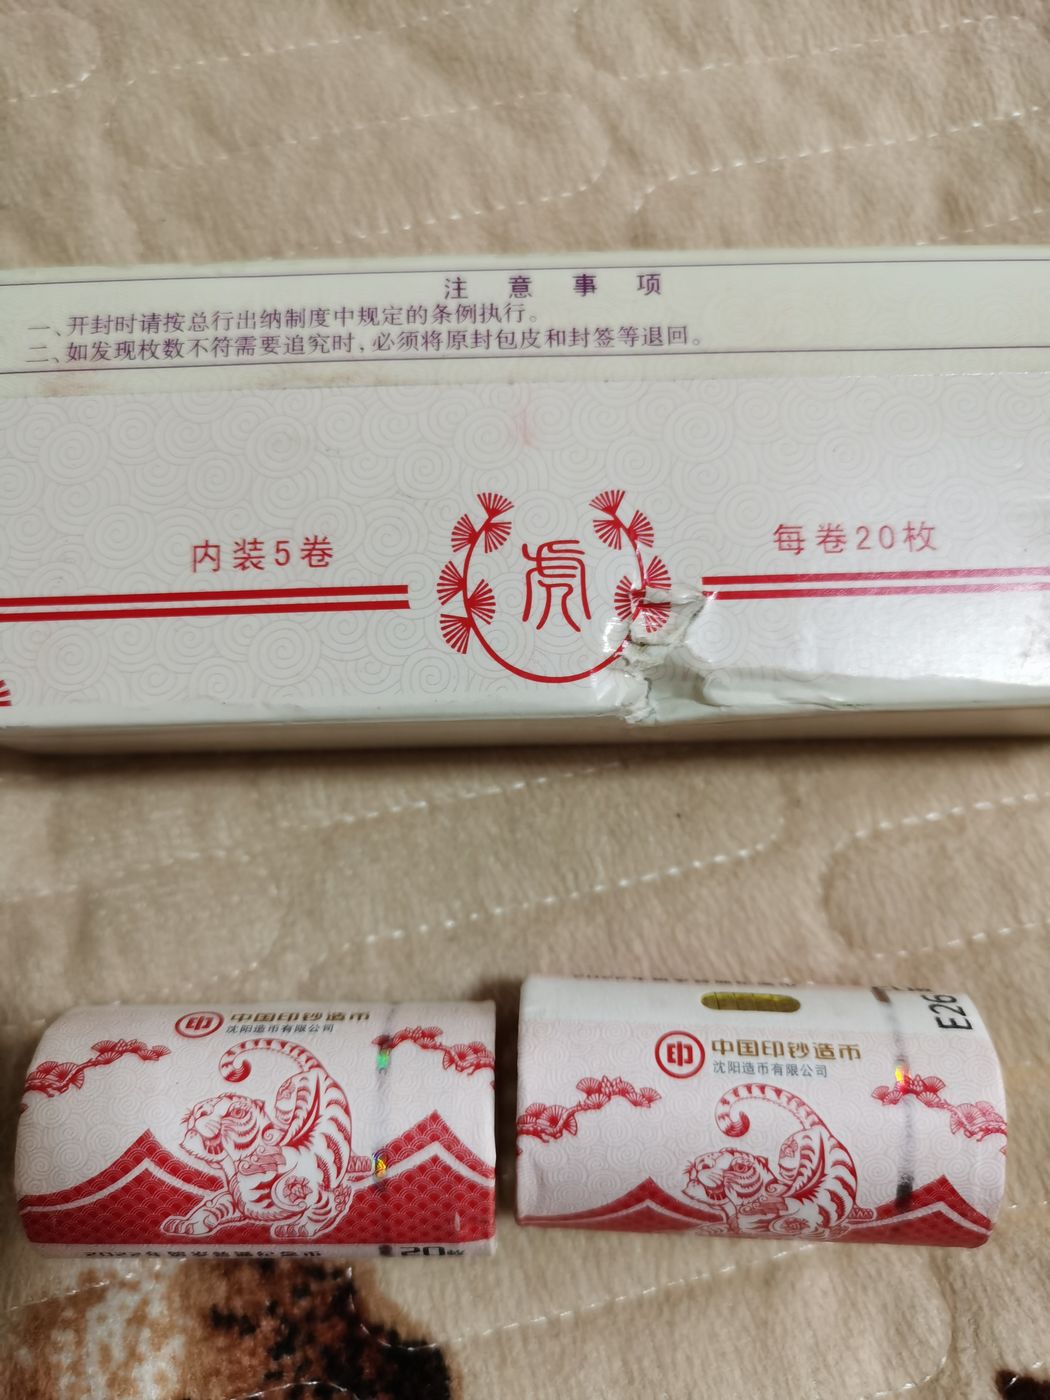 注意事项
一、开封时请按总行出纳制度中规定的条例执行。
二、如发现枚数不符需要追究时,必须将原封包皮和封签等退回。
内装5卷
虎
每卷20枚
印 中国印钞造币
沈阳造币有限公司
E26
印 中国印钞造币
沈阳造币有限公司